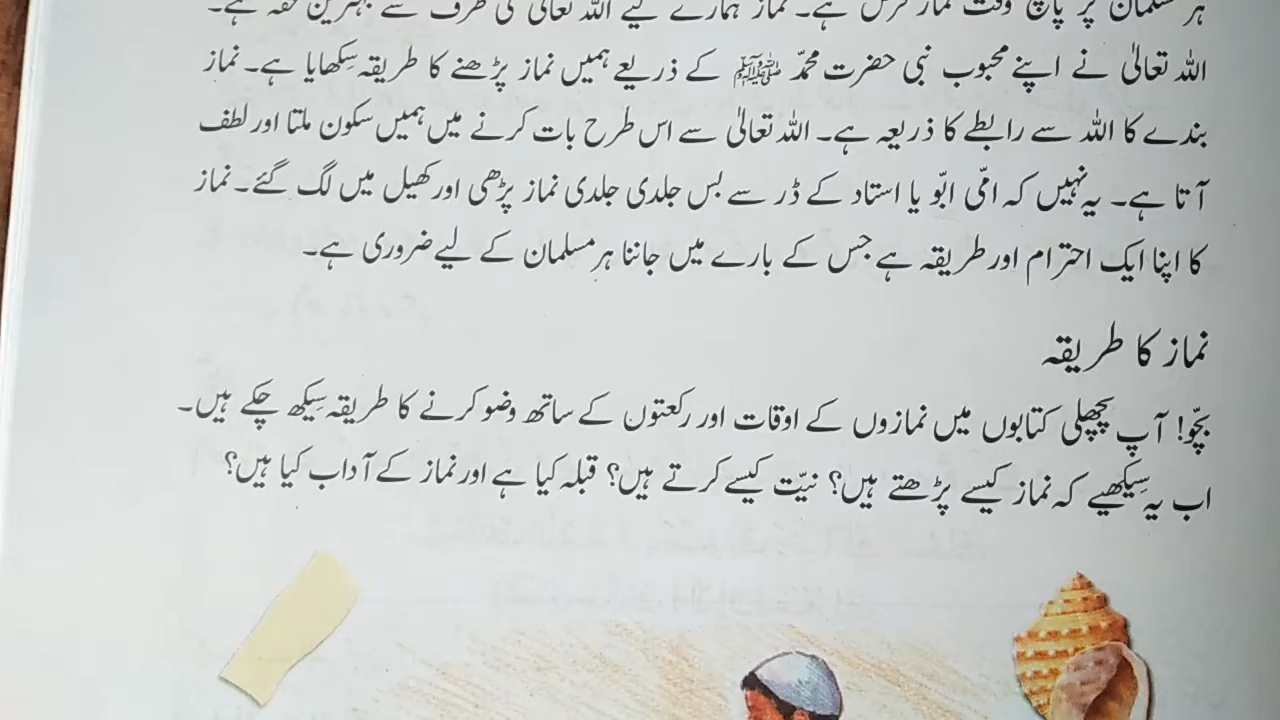 ہر مسلمان پر پانچ وقت نماز فرض ہے۔ نماز ہمارے لیے اللہ تعالیٰ کی طرف سے بہترین تحفہ ہے۔
اللہ تعالیٰ نے اپنے محبوب نبی حضرت محمدّ ﷺ کے ذریعے ہمیں نماز پڑھنے کا طریقہ سِکھایا ہے۔ نماز
بندے کا اللہ سے رابطے کا ذریعہ ہے۔ اللہ تعالیٰ سے اس طرح بات کرنے میں ہمیں سکون ملتا اور لطف
آتا ہے۔ یہ نہیں کہ امّی ابّو یا استاد کے ڈر سے بس جلدی جلدی نماز پڑھی اور کھیل میں لگ گئے۔ نماز
کا اپنا ایک احترام اور طریقہ ہے جس کے بارے میں جاننا ہر مسلمان کے لیے ضروری ہے۔
نماز کا طریقہ
بچّو! آپ پچھلی کتابوں میں نمازوں کے اوقات اور رکعتوں کے ساتھ وضو کرنے کا طریقہ سِیکھ چکے ہیں۔
اب یہ سِیکھیے کہ نماز کیسے پڑھتے ہیں؟ نیّت کیسے کرتے ہیں؟ قبلہ کیا ہے اور نماز کے آداب کیا ہیں؟